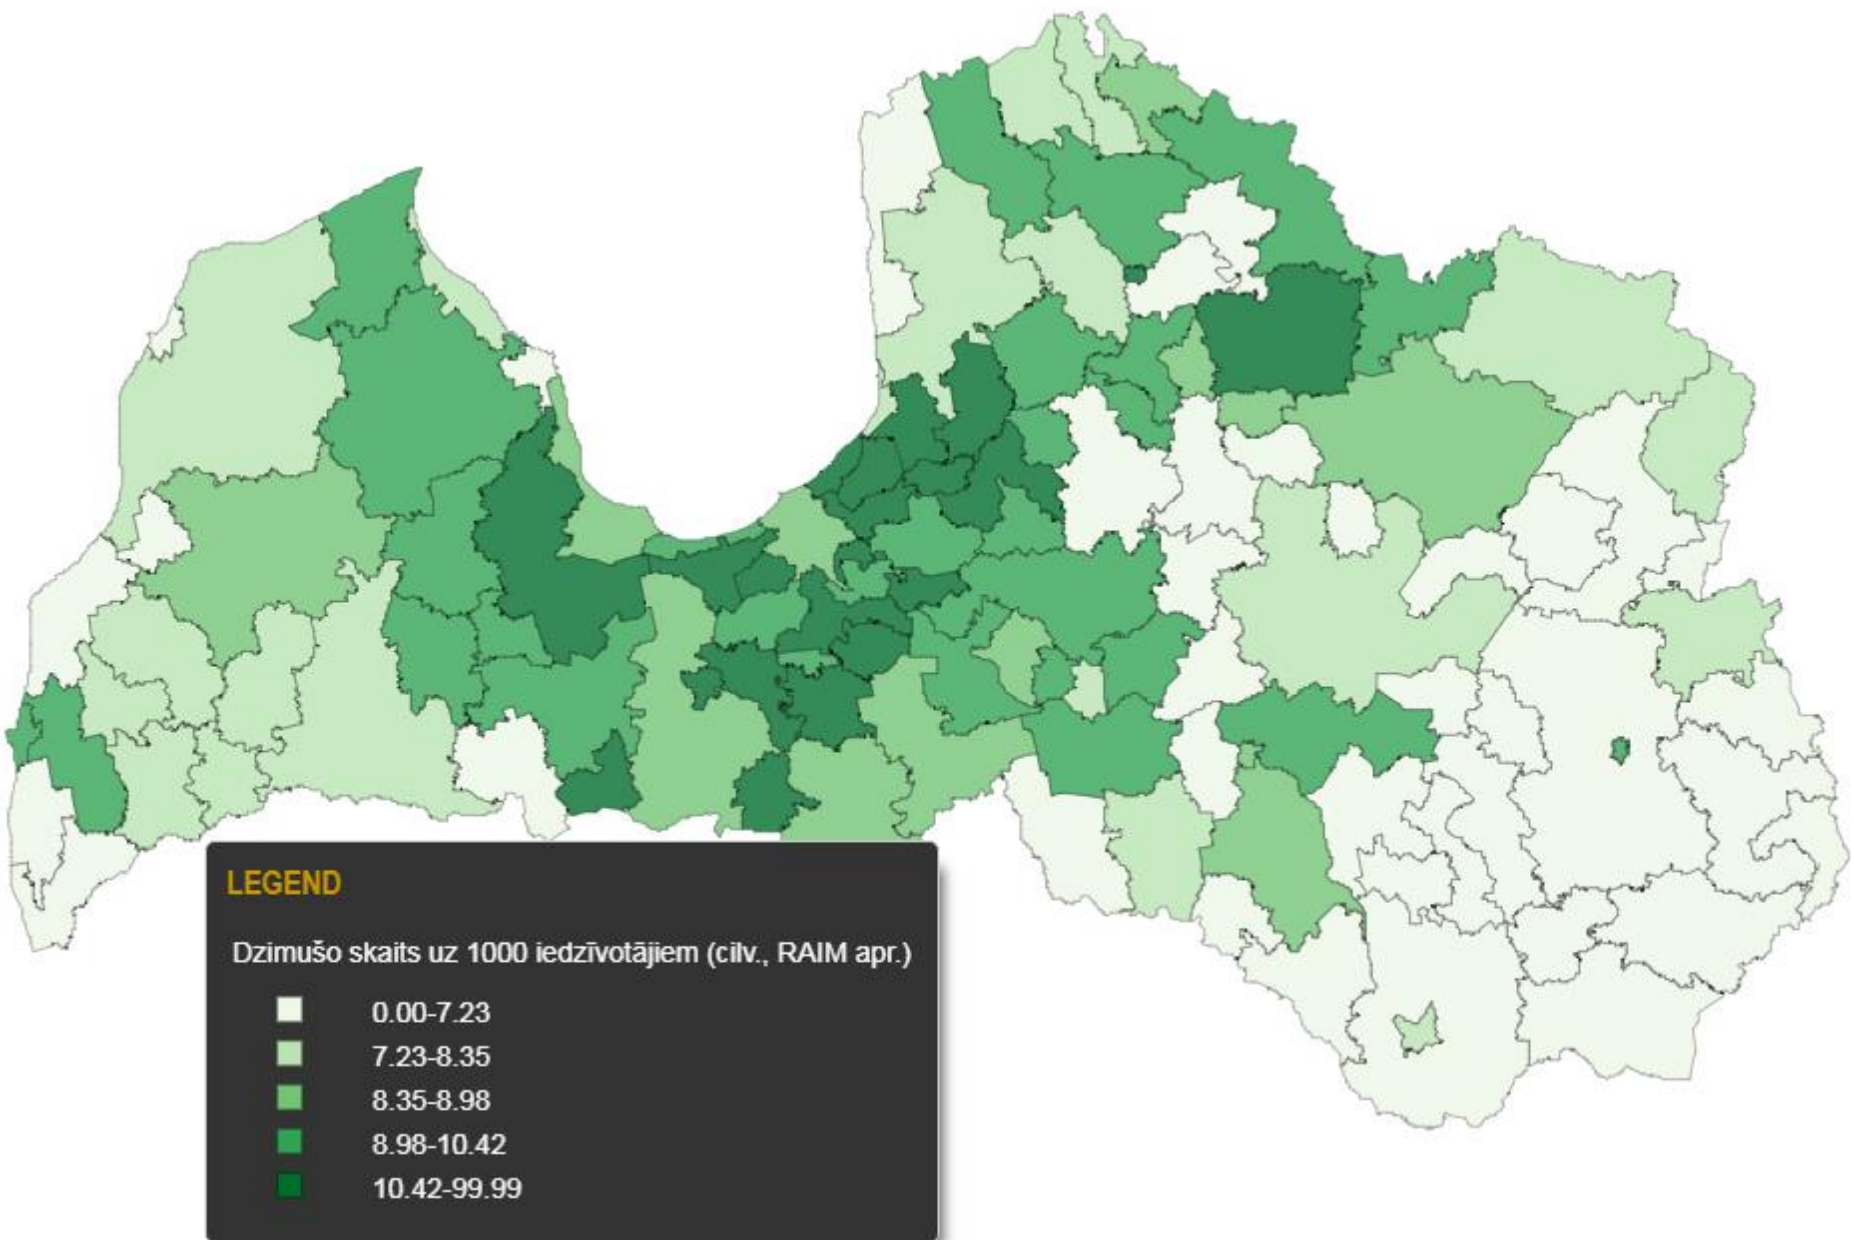 LEGEND
Dzimušo skaits uz 1000 iedzīvotājiem (cilv., RAIM apr.)
0.00-7.23
7.23-8.35
8.35-8.98
8.98-10.42
10.42-99.99